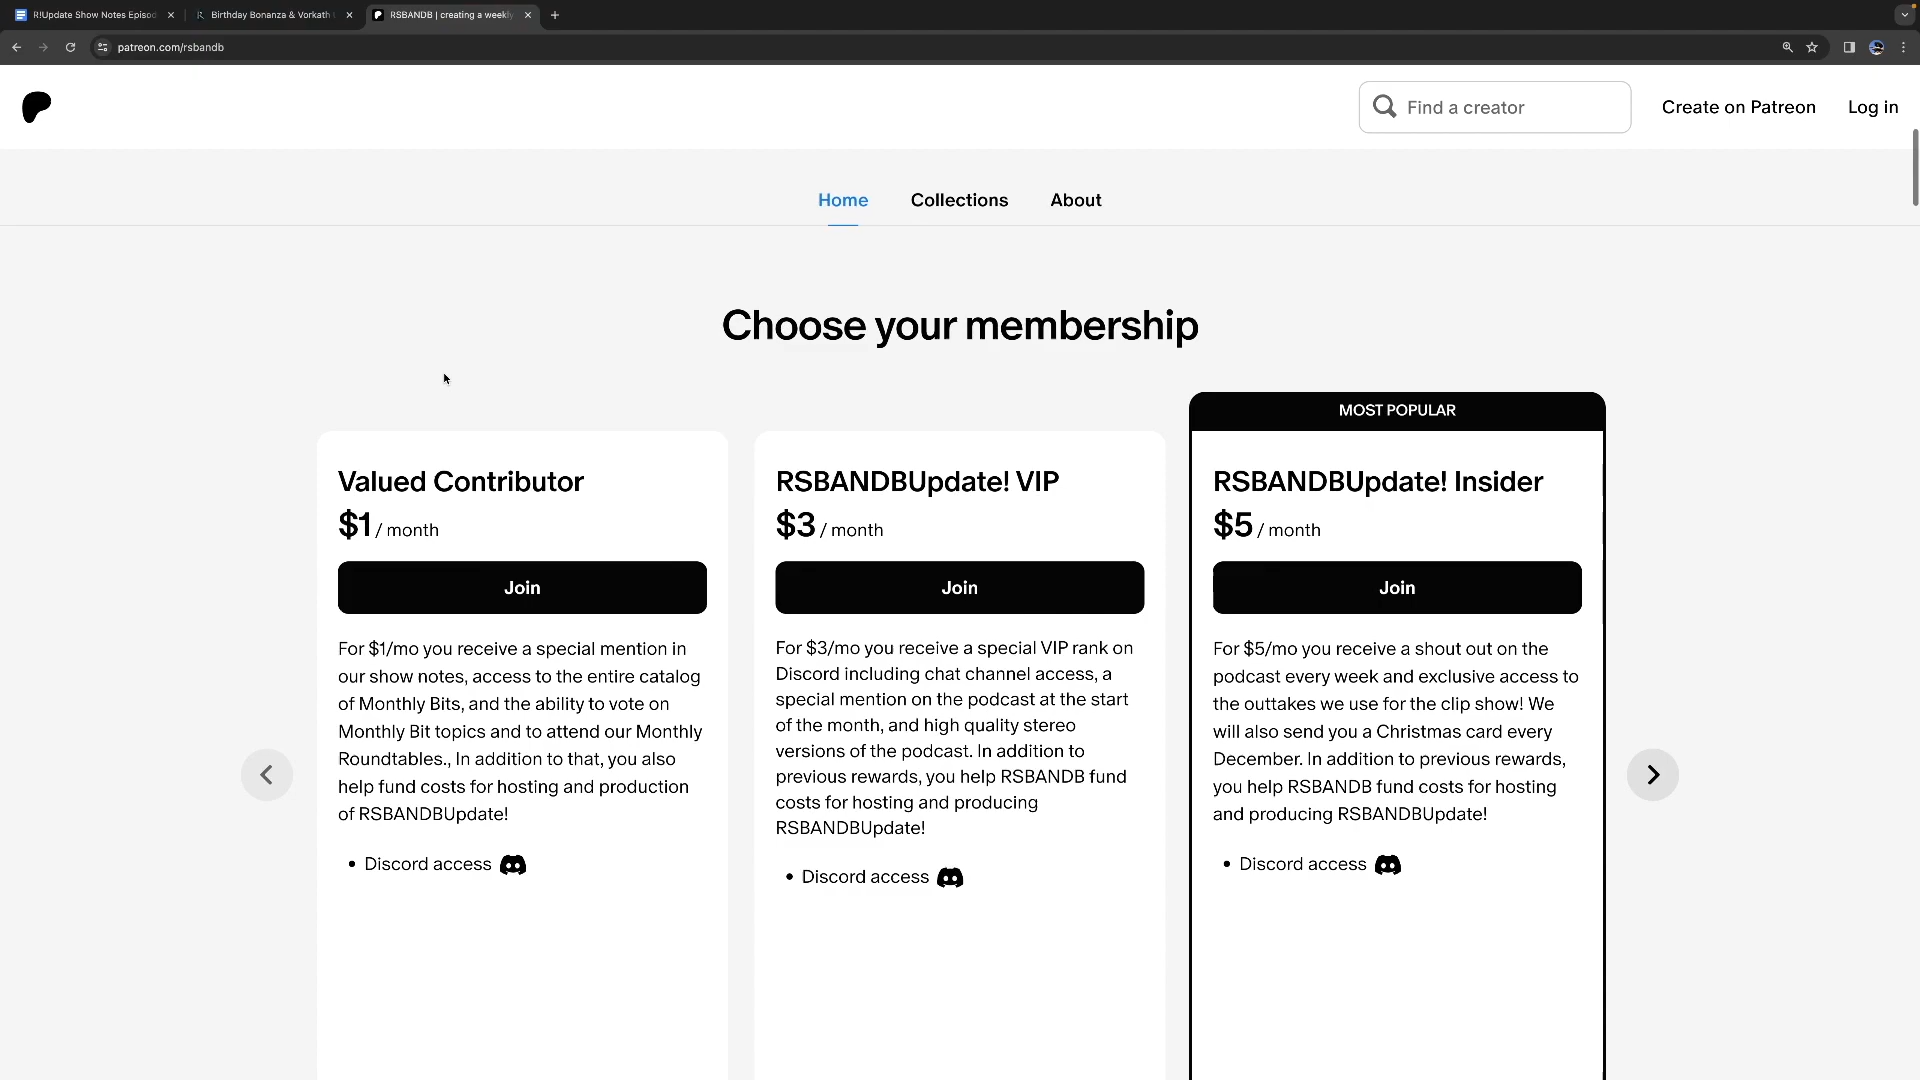 R!Update Show Notes Episod
Birthday Bonanza & Vorkath
RSBANDB | creating a weekly
patreon.com/rsbandb
Find a creator
Create on Patreon
Log in
Home
Collections
About
Choose your membership
Valued Contributor
$1 / month
Join
For $1/mo you receive a special mention in
our show notes, access to the entire catalog
of Monthly Bits, and the ability to vote on
Monthly Bit topics and to attend our Monthly
Roundtables., In addition to that, you also
help fund costs for hosting and production
of RSBANDBUpdate!
• Discord access
RSBANDBUpdate! VIP
$3 / month
Join
For $3/mo you receive a special VIP rank on
Discord including chat channel access, a
special mention on the podcast at the start
of the month, and high quality stereo
versions of the podcast. In addition to
previous rewards, you help RSBANDB fund
costs for hosting and producing
RSBANDBUpdate!
• Discord access
MOST POPULAR
RSBANDBUpdate! Insider
$5 / month
Join
For $5/mo you receive a shout out on the
podcast every week and exclusive access to
the outtakes we use for the clip show! We
will also send you a Christmas card every
December. In addition to previous rewards,
you help RSBANDB fund costs for hosting
and producing RSBANDBUpdate!
• Discord access